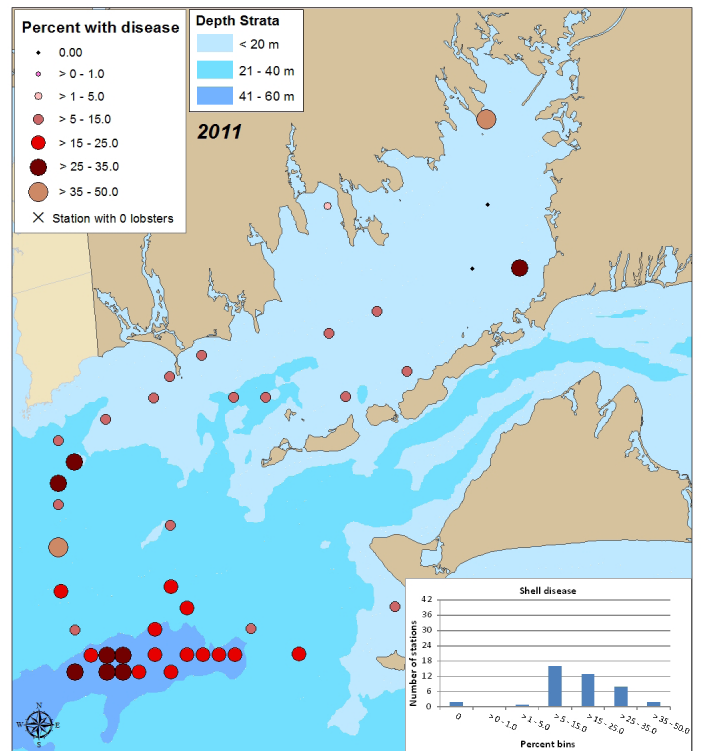 Percent with disease
0.00
> 0 - 1.0
> 1 - 5.0
> 5 - 15.0
> 15 - 25.0
> 25 - 35.0
> 35 - 50.0
Station with 0 lobsters
Depth Strata
< 20 m
21 - 40 m
41 - 60 m
2011
N
W E
S
Shell disease
Number of stations
42
36
30
24
18
12
6
0
0
> 0 - 1.0
> 1 - 5.0
> 5 - 15.0
> 15 - 25.0
> 25 - 35.0
> 35 - 50.0
Percent bins